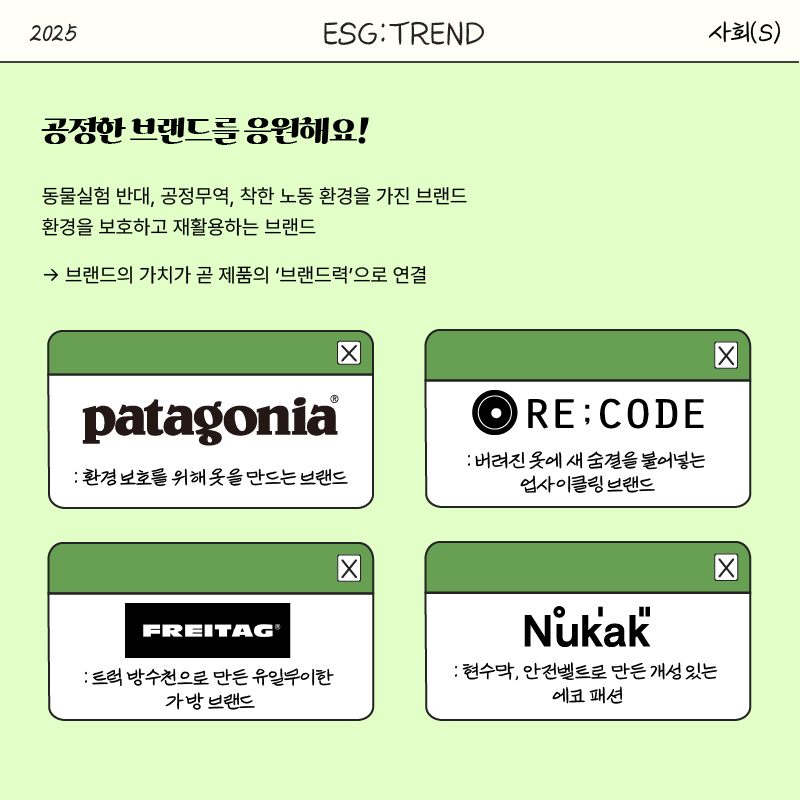 2025
ESG:TREND
사회(S)
공정한 브랜드를 응원해요!
동물실험 반대, 공정무역, 착한 노동 환경을 가진 브랜드
환경을 보호하고 재활용하는 브랜드
→ 브랜드의 가치가 곧 제품의 ‘브랜드력’으로 연결
X
patagonia®
: 환경 보호를 위해 옷을 만드는 브랜드
X
RE;CODE
: 버려진 옷에 새 숨결을 불어넣는
업사이클링 브랜드
X
FREITAG®
: 트럭 방수천으로 만든 유일무이한
가방 브랜드
X
Nukak
: 현수막, 안전벨트로 만든 개성 있는
에코 패션